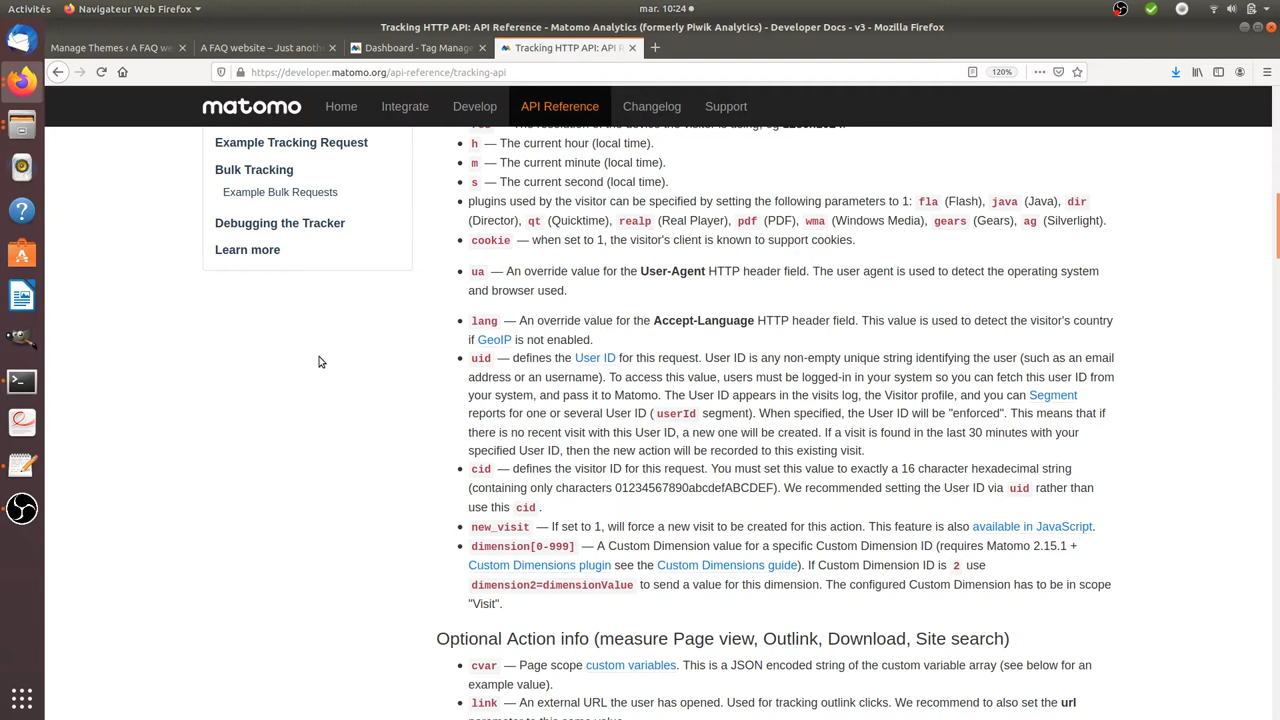 Activités
Navigateur Web Firefox
mar. 10:24
Tracking HTTP API: API Reference - Matomo Analytics (formerly Piwik Analytics) - Developer Docs - v3 - Mozilla Firefox
Manage Themes ‹ A FAQ we
A FAQ website – Just anoth
Dashboard - Tag Manage
Tracking HTTP API: API R
https://developer.matomo.org/api-reference/tracking-api
120%
matomo
Home
Integrate
Develop
API Reference
Changelog
Support
Example Tracking Request
Bulk Tracking
Example Bulk Requests
Debugging the Tracker
Learn more
h — The current hour (local time).
m — The current minute (local time).
s — The current second (local time).
plugins used by the visitor can be specified by setting the following parameters to 1: fla (Flash), java (Java), dir
(Director), qt (Quicktime), realp (Real Player), pdf (PDF), wma (Windows Media), gears (Gears), ag (Silverlight).
cookie — when set to 1, the visitor's client is known to support cookies.
ua — An override value for the User-Agent HTTP header field. The user agent is used to detect the operating system
and browser used.
lang — An override value for the Accept-Language HTTP header field. This value is used to detect the visitor's country
if GeoIP is not enabled.
uid — defines the User ID for this request. User ID is any non-empty unique string identifying the user (such as an email
address or an username). To access this value, users must be logged-in in your system so you can fetch this user ID from
your system, and pass it to Matomo. The User ID appears in the visits log, the Visitor profile, and you can Segment
reports for one or several User ID ( userId segment). When specified, the User ID will be "enforced". This means that if
there is no recent visit with this User ID, a new one will be created. If a visit is found in the last 30 minutes with your
specified User ID, then the new action will be recorded to this existing visit.
cid — defines the visitor ID for this request. You must set this value to exactly a 16 character hexadecimal string
(containing only characters 01234567890abcdefABCDEF). We recommended setting the User ID via uid rather than
use this cid .
new_visit — If set to 1, will force a new visit to be created for this action. This feature is also available in JavaScript.
dimension[0-999] — A Custom Dimension value for a specific Custom Dimension ID (requires Matomo 2.15.1 +
Custom Dimensions plugin see the Custom Dimensions guide). If Custom Dimension ID is 2 use
dimension2=dimensionValue to send a value for this dimension. The configured Custom Dimension has to be in scope
"Visit".
Optional Action info (measure Page view, Outlink, Download, Site search)
cvar — Page scope custom variables. This is a JSON encoded string of the custom variable array (see below for an
example value).
link — An external URL the user has opened. Used for tracking outlink clicks. We recommend to also set the url